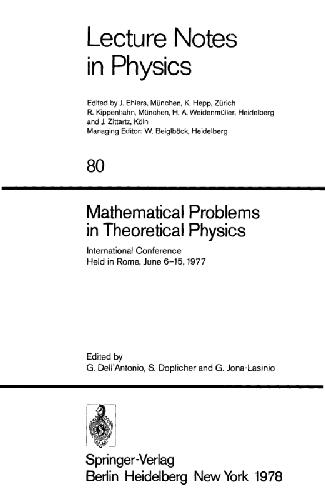 Lecture Notes
in Physics
Edited by J. Ehlers, München, K. Hepp, Zürich
R. Kippenhahn, München, H. A. Weidenmüller, Heidelberg
and J. Zittartz, Köln
Managing Editor: W. Beiglböck, Heidelberg
80
Mathematical Problems
in Theoretical Physics
International Conference
Held in Roma, June 6–15, 1977
Edited by
G. Dell'Antonio, S. Doplicher and G. Jona-Lasinio
Springer-Verlag
Berlin Heidelberg New York 1978